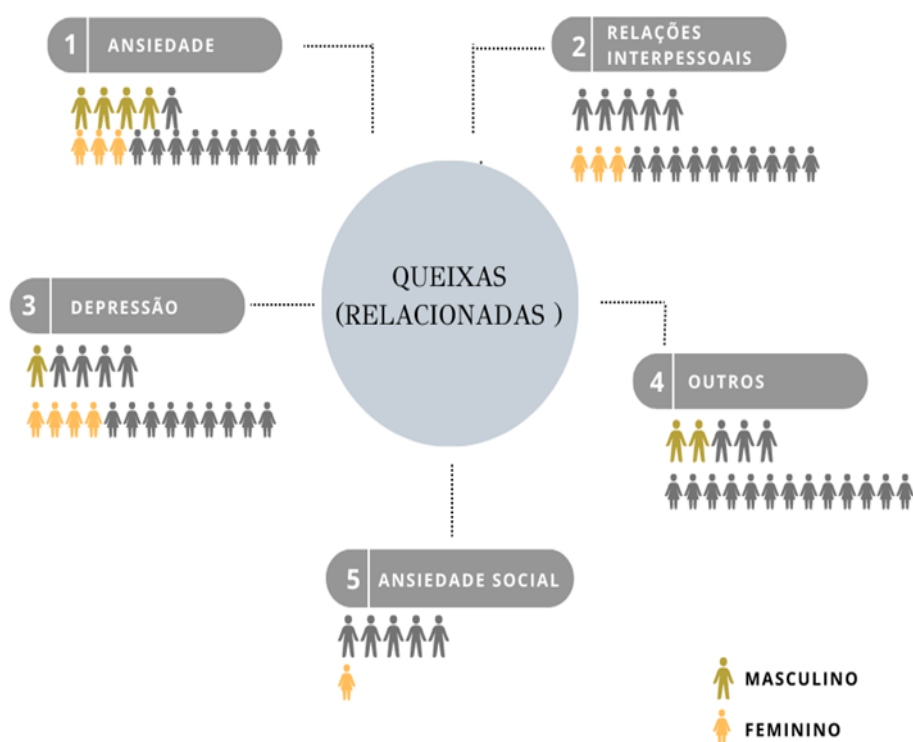 1 ANSIEDADE
2 RELAÇÕES
INTERPESSOAIS
QUEIXAS
(RELACIONADAS )
3 DEPRESSÃO
4 OUTROS
5 ANSIEDADE SOCIAL
MASCULINO
FEMININO